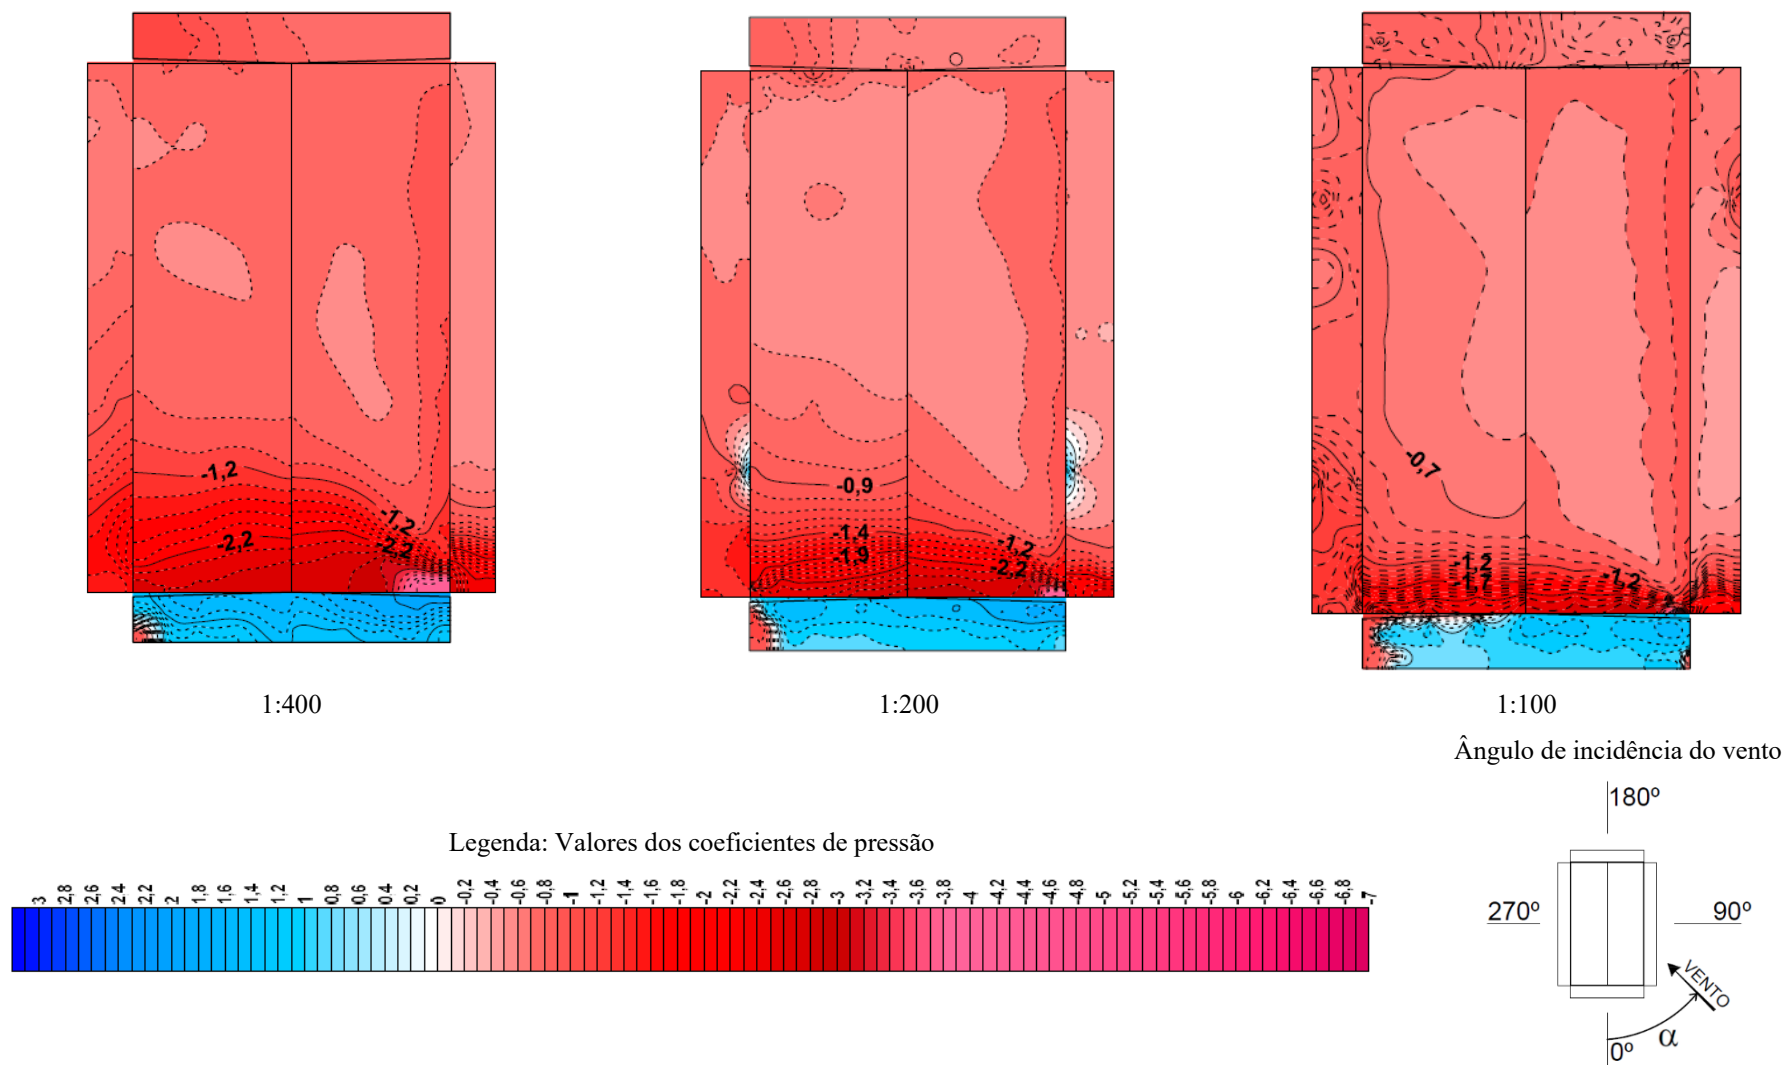 -1,2
-1,2
-2,2
-2,2
-0,9
-1,4
-1,9
-1,2
-2,2
-0,7
-1,2
-1,7
-1,2
1:400
1:200
1:100
Ângulo de incidência do vento
180º
270º
90º
VENTO
α
0º
Legenda: Valores dos coeficientes de pressão
3 2,8 2,6 2,4 2,2 2 1,8 1,6 1,4 1,2 1 0,8 0,6 0,4 0,2 0 -0,2 -0,4 -0,6 -0,8 -1 -1,2 -1,4 -1,6 -1,8 -2 -2,2 -2,4 -2,6 -2,8 -3 -3,2 -3,4 -3,6 -3,8 -4 -4,2 -4,4 -4,6 -4,8 -5 -5,2 -5,4 -5,6 -5,8 -6 -6,2 -6,4 -6,6 -6,8 -7